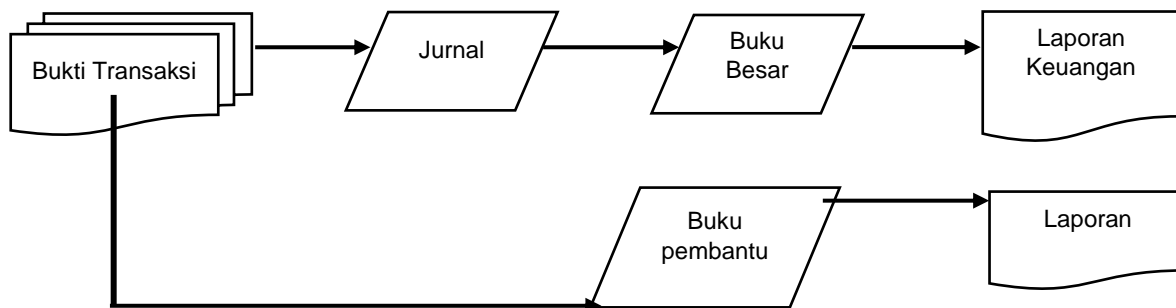 Bukti Transaksi
Jurnal
Buku
Besar
Laporan
Keuangan
Buku
pembantu
Laporan